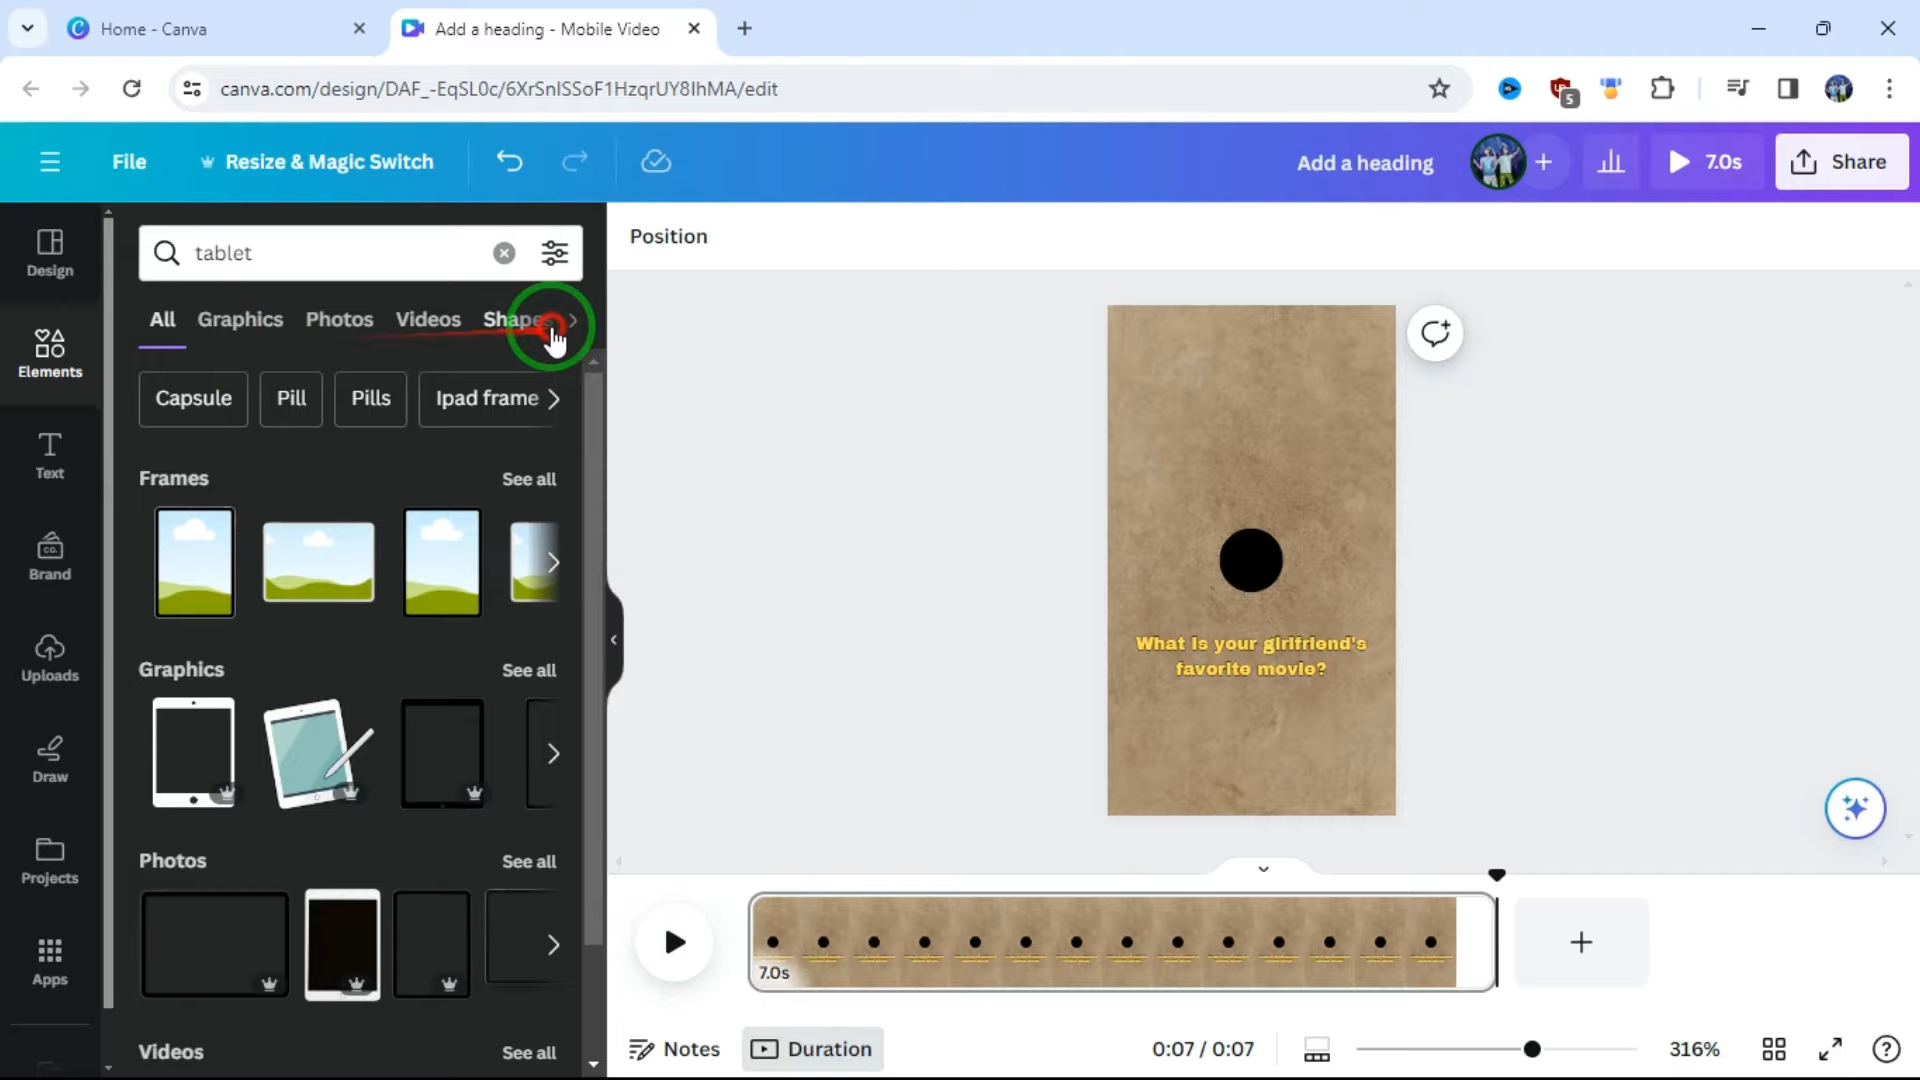 Home - Canva
Add a heading - Mobile Video
canva.com/design/DAF_-EqSL0c/6XrSnISSoF1HzqrUY8IhMA/edit
5
File
Resize & Magic Switch
Add a heading
7.0s
Share
Design
Elements
Text
Brand
CO.
Uploads
Draw
Projects
Apps
tablet
All
Graphics
Photos
Videos
Shapes
Capsule
Pill
Pills
Ipad frame
Frames
See all
Graphics
See all
Photos
See all
Videos
See all
Position
What is your girlfriend's
favorite movie?
7.0s
Notes
Duration
0:07 / 0:07
316%